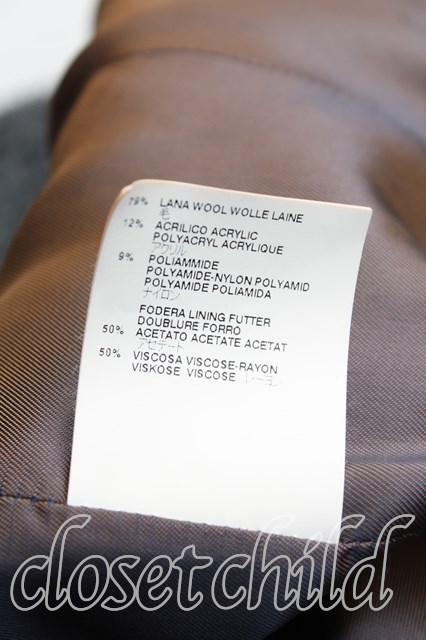 79% LANA WOOL WOLLE LAINE
毛
12% ACRILICO ACRYLIC
POLYACRYL ACRYLIQUE
アクリル
9% POLIAMMIDE
POLYAMIDE-NYLON POLYAMID
POLYAMIDE POLIAMIDA
ナイロン
FODERA LINING FUTTER
DOUBLURE FORRO
50% ACETATO ACETATE ACETAT
アセテート
50% VISCOSA VISCOSE-RAYON
VISKOSE VISCOSE レーヨン
closet child